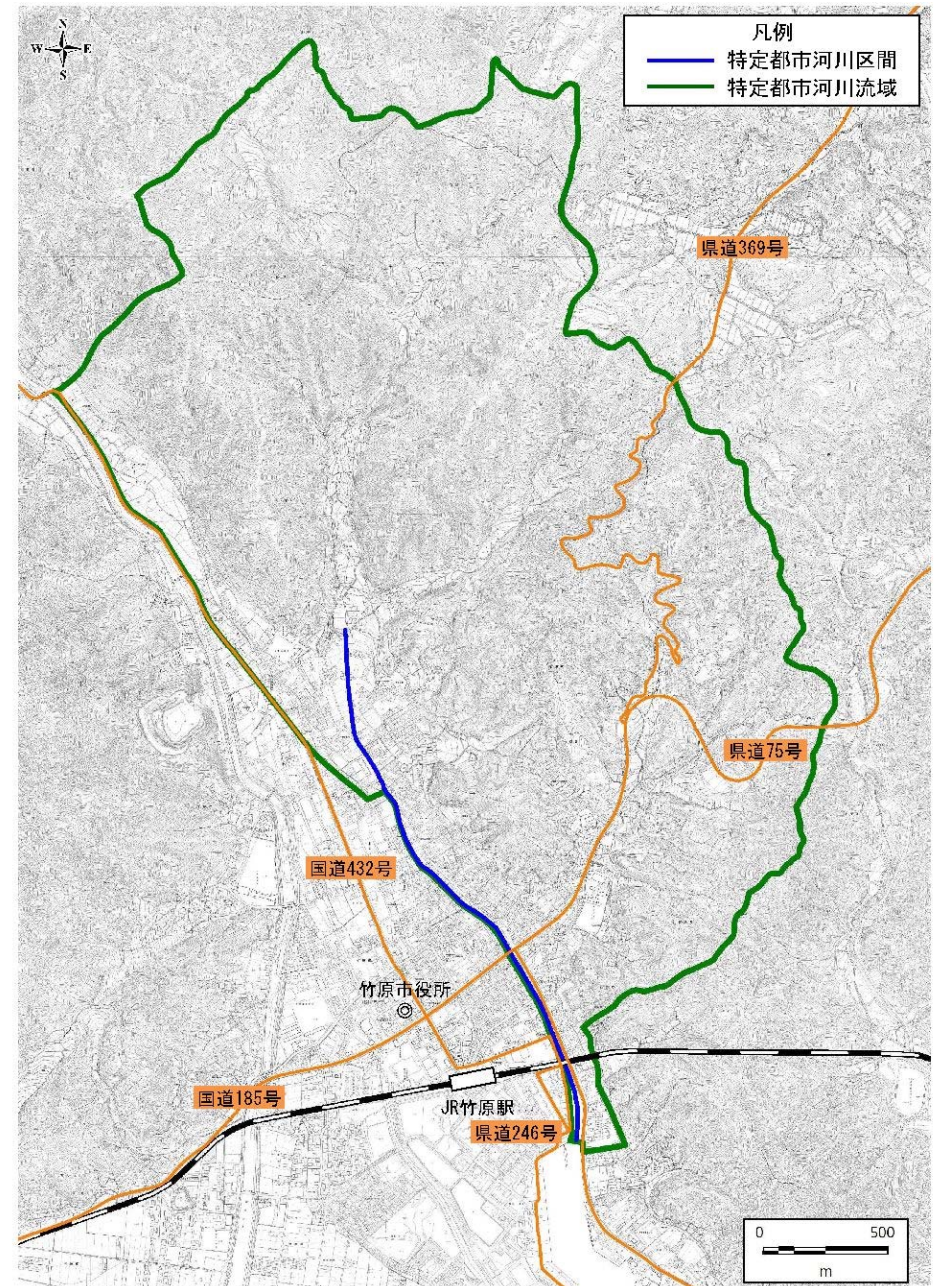 N
W E
S
凡例
特定都市河川区間
特定都市河川流域
県道369号
県道75号
国道432号
竹原市役所
国道185号
JR竹原駅
県道246号
0 500
m